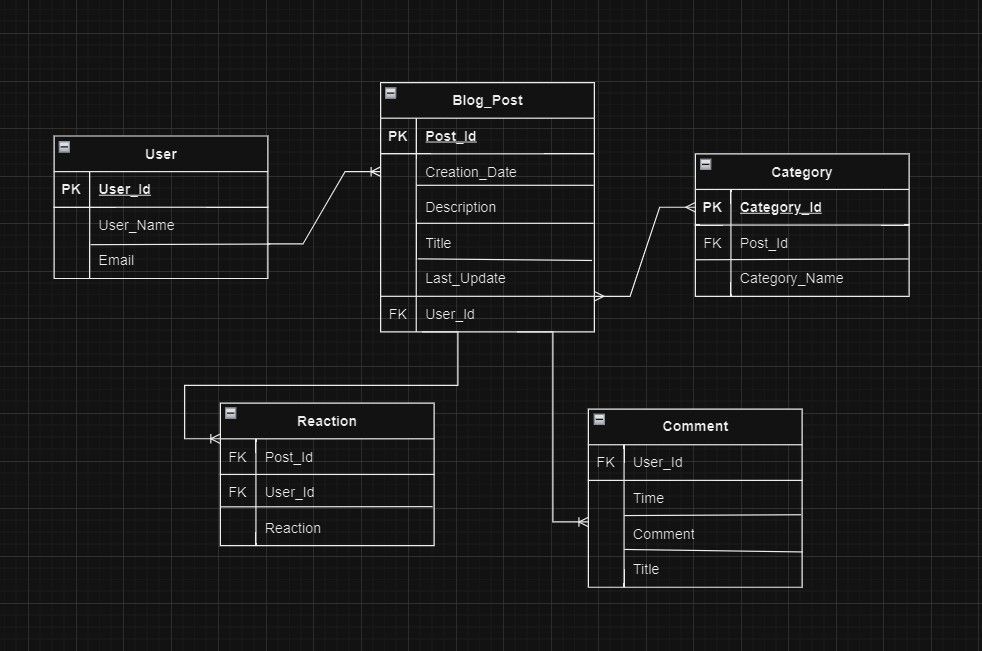 User
PK User_Id
User_Name
Email
Blog_Post
PK Post_Id
Creation_Date
Description
Title
Last_Update
FK User_Id
Category
PK Category_Id
FK Post_Id
Category_Name
Reaction
FK Post_Id
FK User_Id
Reaction
Comment
FK User_Id
Time
Comment
Title